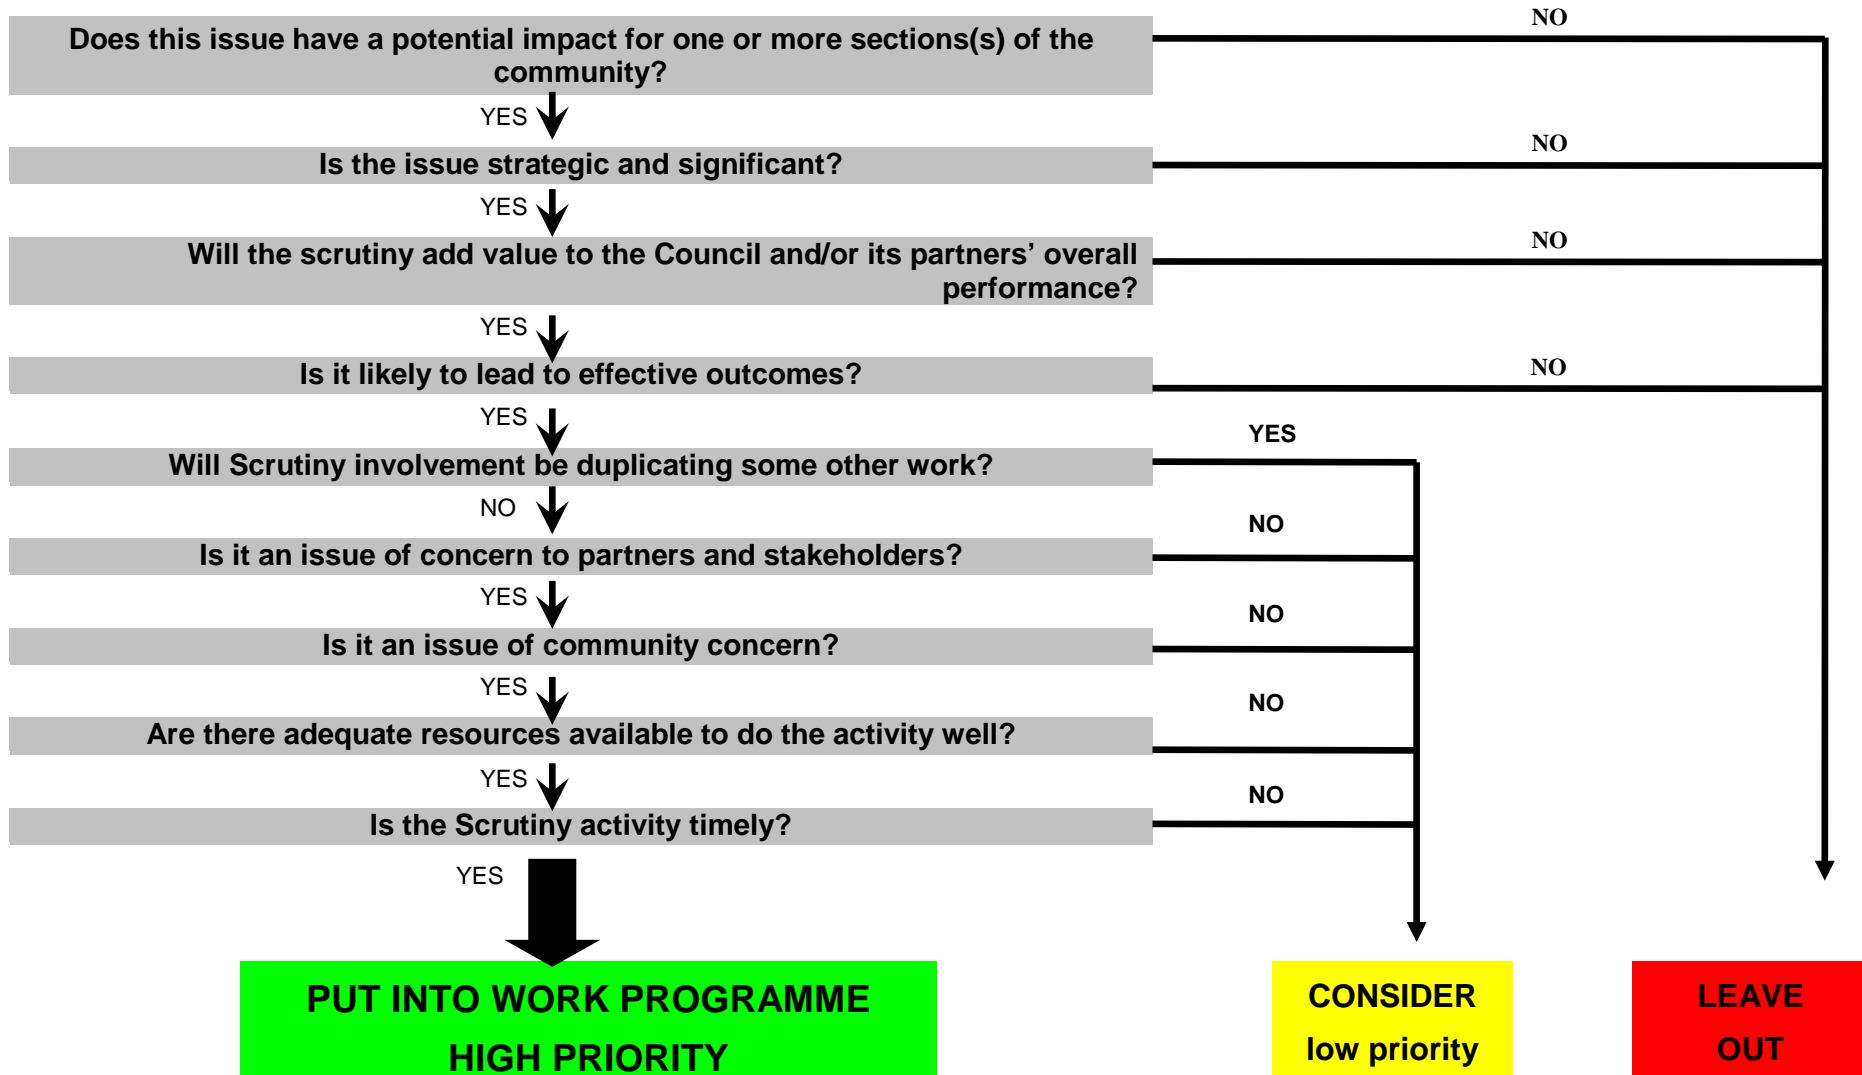 Does this issue have a potential impact for one or more sections(s) of the
community?
NO
YES
Is the issue strategic and significant?
NO
YES
Will the scrutiny add value to the Council and/or its partners’ overall
performance?
NO
YES
Is it likely to lead to effective outcomes?
NO
YES
Will Scrutiny involvement be duplicating some other work?
YES
NO
Is it an issue of concern to partners and stakeholders?
NO
YES
Is it an issue of community concern?
NO
YES
Are there adequate resources available to do the activity well?
NO
YES
Is the Scrutiny activity timely?
NO
YES
PUT INTO WORK PROGRAMME
HIGH PRIORITY
CONSIDER
low priority
LEAVE
OUT